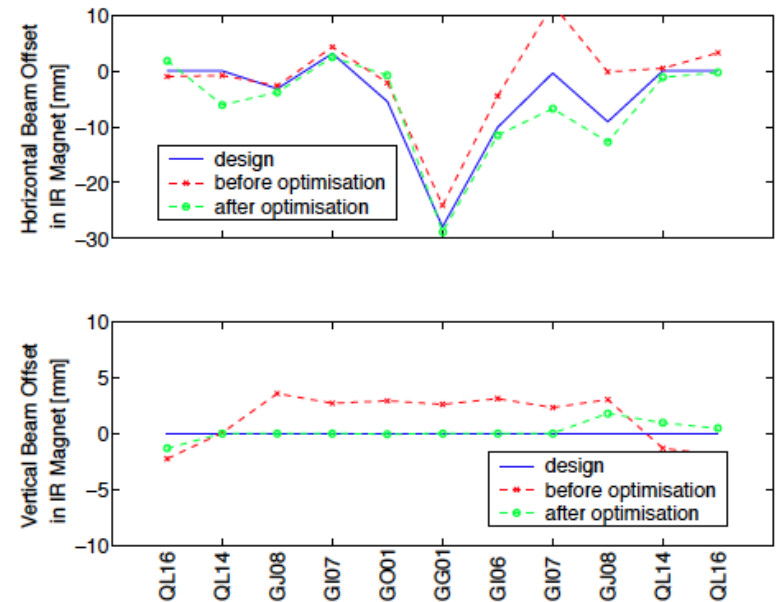 10
0
−10
−20
−30
Horizontal Beam Offset
in IR Magnet [mm]
design
before optimisation
after optimisation
10
5
0
−5
−10
Vertical Beam Offset
in IR Magnet [mm]
design
before optimisation
after optimisation
QL16
QL14
GJ08
GI07
GO01
GG01
GI06
GI07
GJ08
QL14
QL16